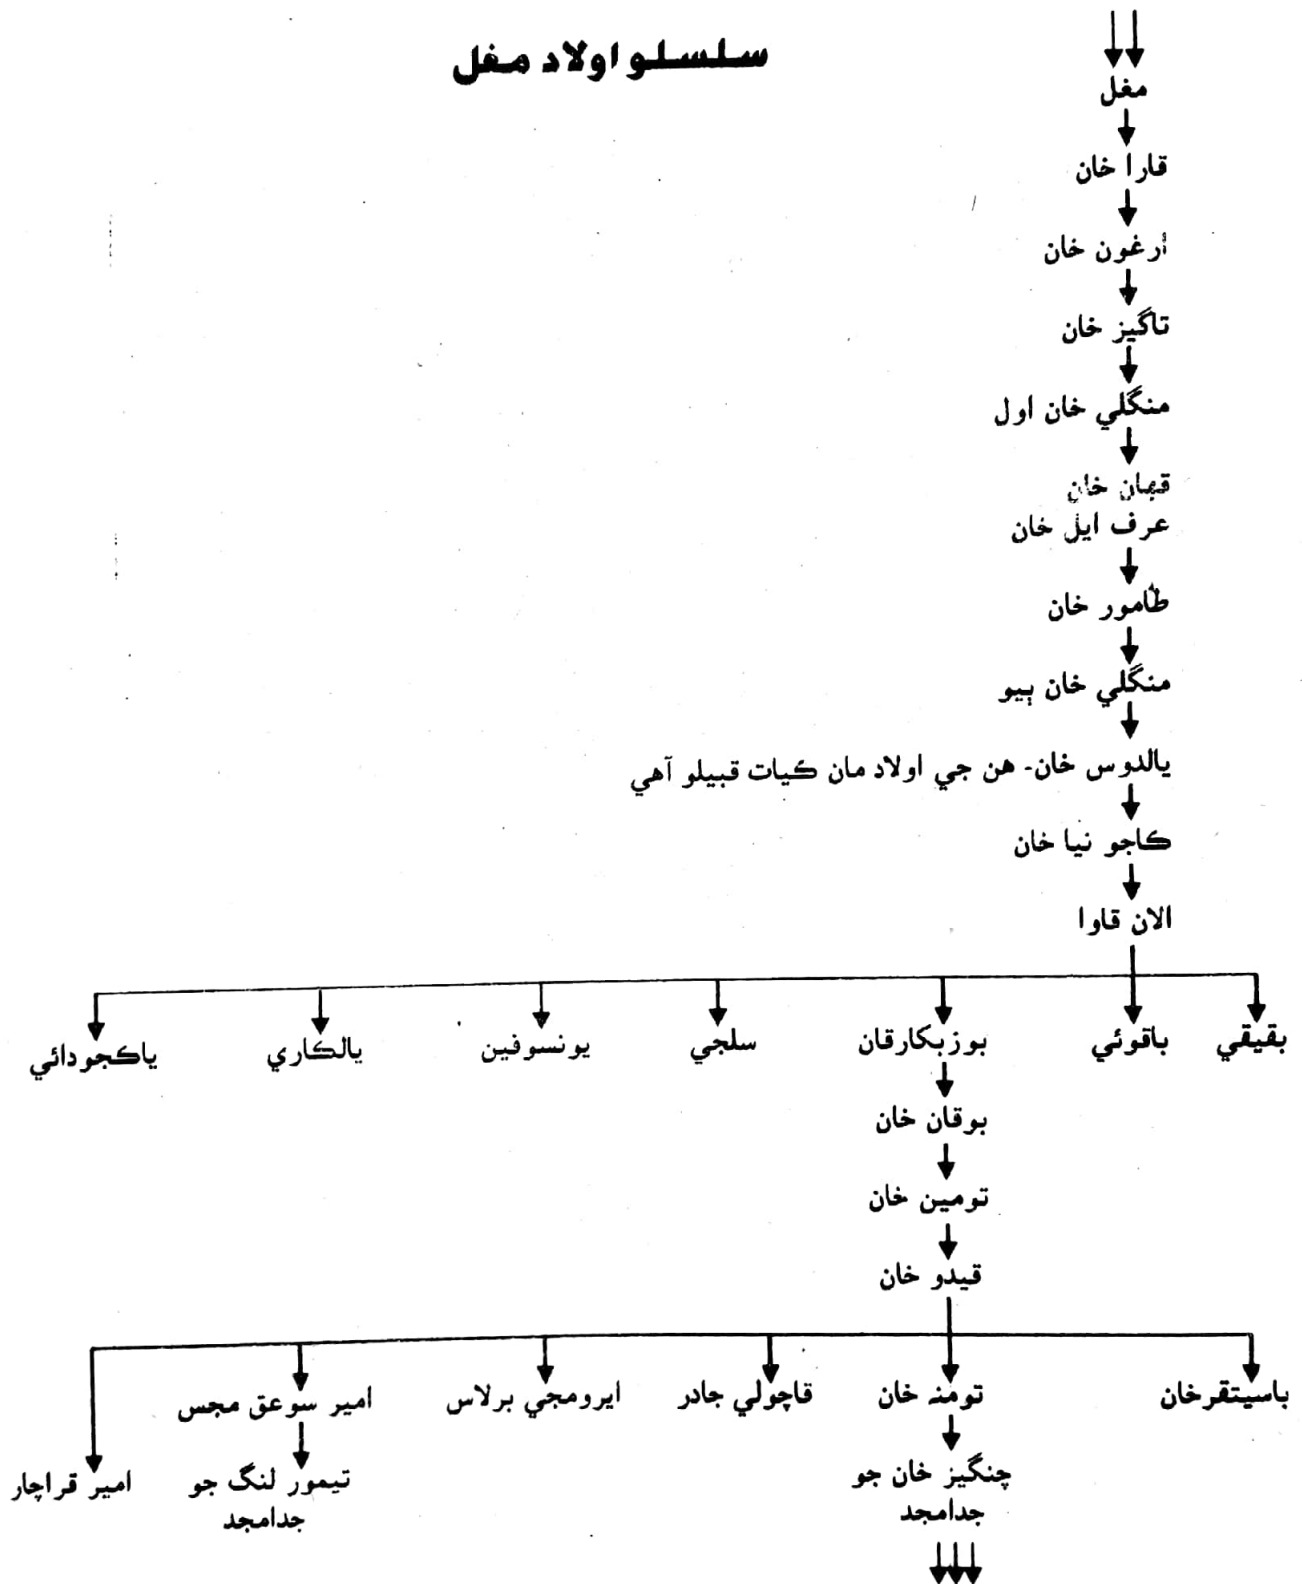 سلسلو اولاد مغل
مغل
قارا خان
أرغون خان
تاگيز خان
منگلي خان اول
قهان خان
عرف ايل خان
طامور خان
منگلي خان ٻيو
يالدوس خان۔ هن جي اولاد مان ڪيات قبيلو آهي
ڪاجو نيا خان
الان قاوا
بقيقي باقوئي بوزبڪارقان سلجي يونسوفين يالڪاري ياڪجودائي
بوقان خان
تومين خان
قيدو خان
باسيتقرخان تومنہ خان قاچولي جادر ايرومجي برلاس امير سوعق مجس
چنگيز خان جو تيمور لنگ جو امير قراچار
جدامجد جدامجد